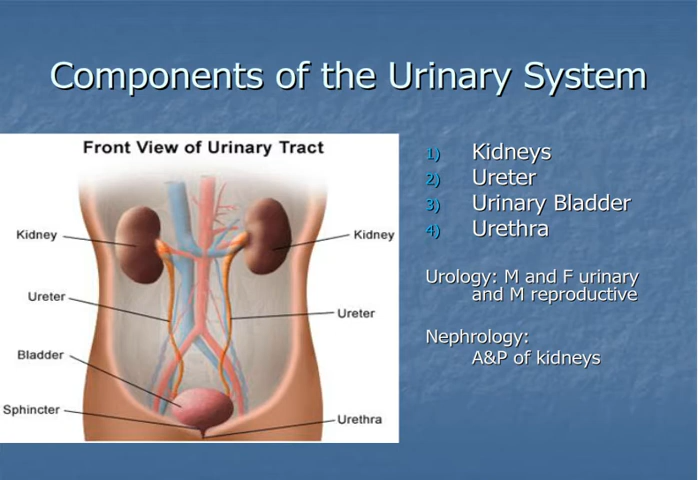 Components of the Urinary System
Front View of Urinary Tract
Kidney
Kidney
Ureter
Ureter
Bladder
Sphincter
Urethra
1) Kidneys
2) Ureter
3) Urinary Bladder
4) Urethra
Urology: M and F urinary
and M reproductive
Nephrology:
A&P of kidneys